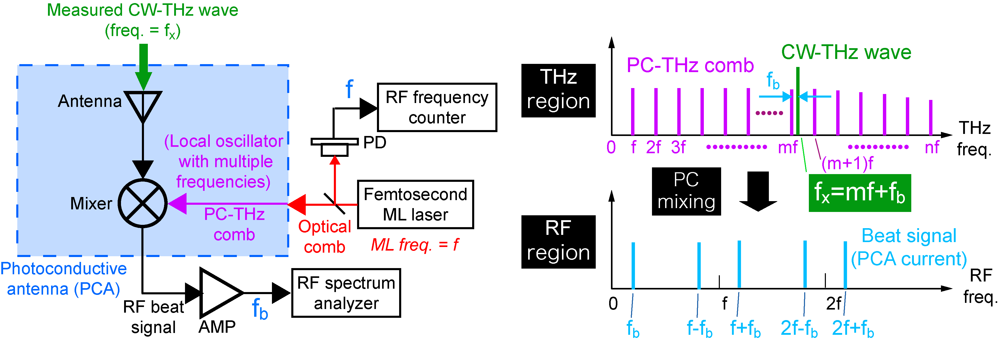 Measured CW-THz wave
(freq. = fx)
Antenna
(Local oscillator
with multiple
frequencies)
Mixer
PC-THz
comb
Photoconductive
antenna (PCA)
RF beat
signal
AMP
fb
RF spectrum
analyzer
f
RF frequency
counter
PD
Femtosecond
ML laser
Optical
comb
ML freq. = f
THz
region
PC-THz comb
CW-THz wave
fb
THz
freq.
0
f
2f
3f
mf
(m+1)f
nf
PC
mixing
fx=mf+fb
RF
region
Beat signal
(PCA current)
RF
freq.
0
f
2f
fb
f-fb
f+fb
2f-fb
2f+fb